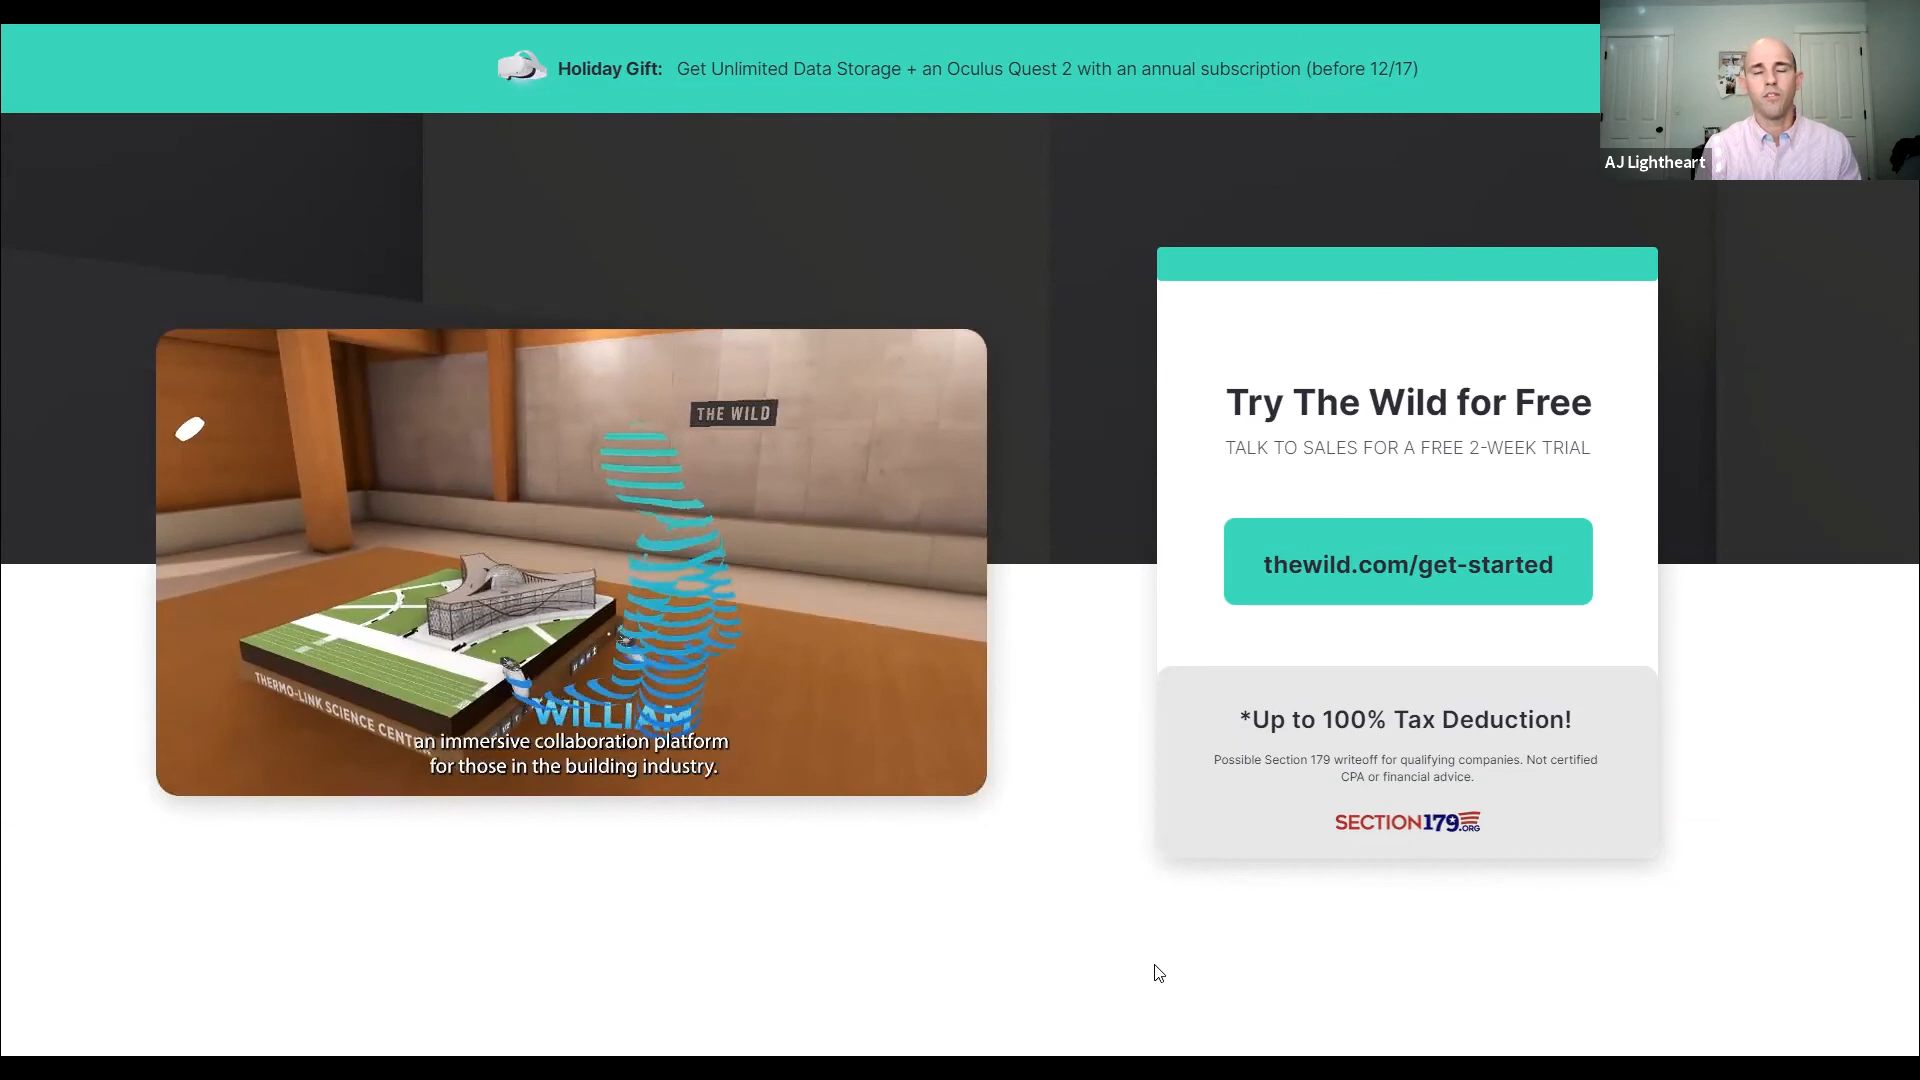 Holiday Gift: Get Unlimited Data Storage + an Oculus Quest 2 with an annual subscription (before 12/17)
AJ Lightheart
THE WILD
THERMO-LINK SCIENCE CENTER
WILLIAM
an immersive collaboration platform
for those in the building industry.
Try The Wild for Free
TALK TO SALES FOR A FREE 2-WEEK TRIAL
thewild.com/get-started
*Up to 100% Tax Deduction!
Possible Section 179 writeoff for qualifying companies. Not certified
CPA or financial advice.
SECTION179.ORG